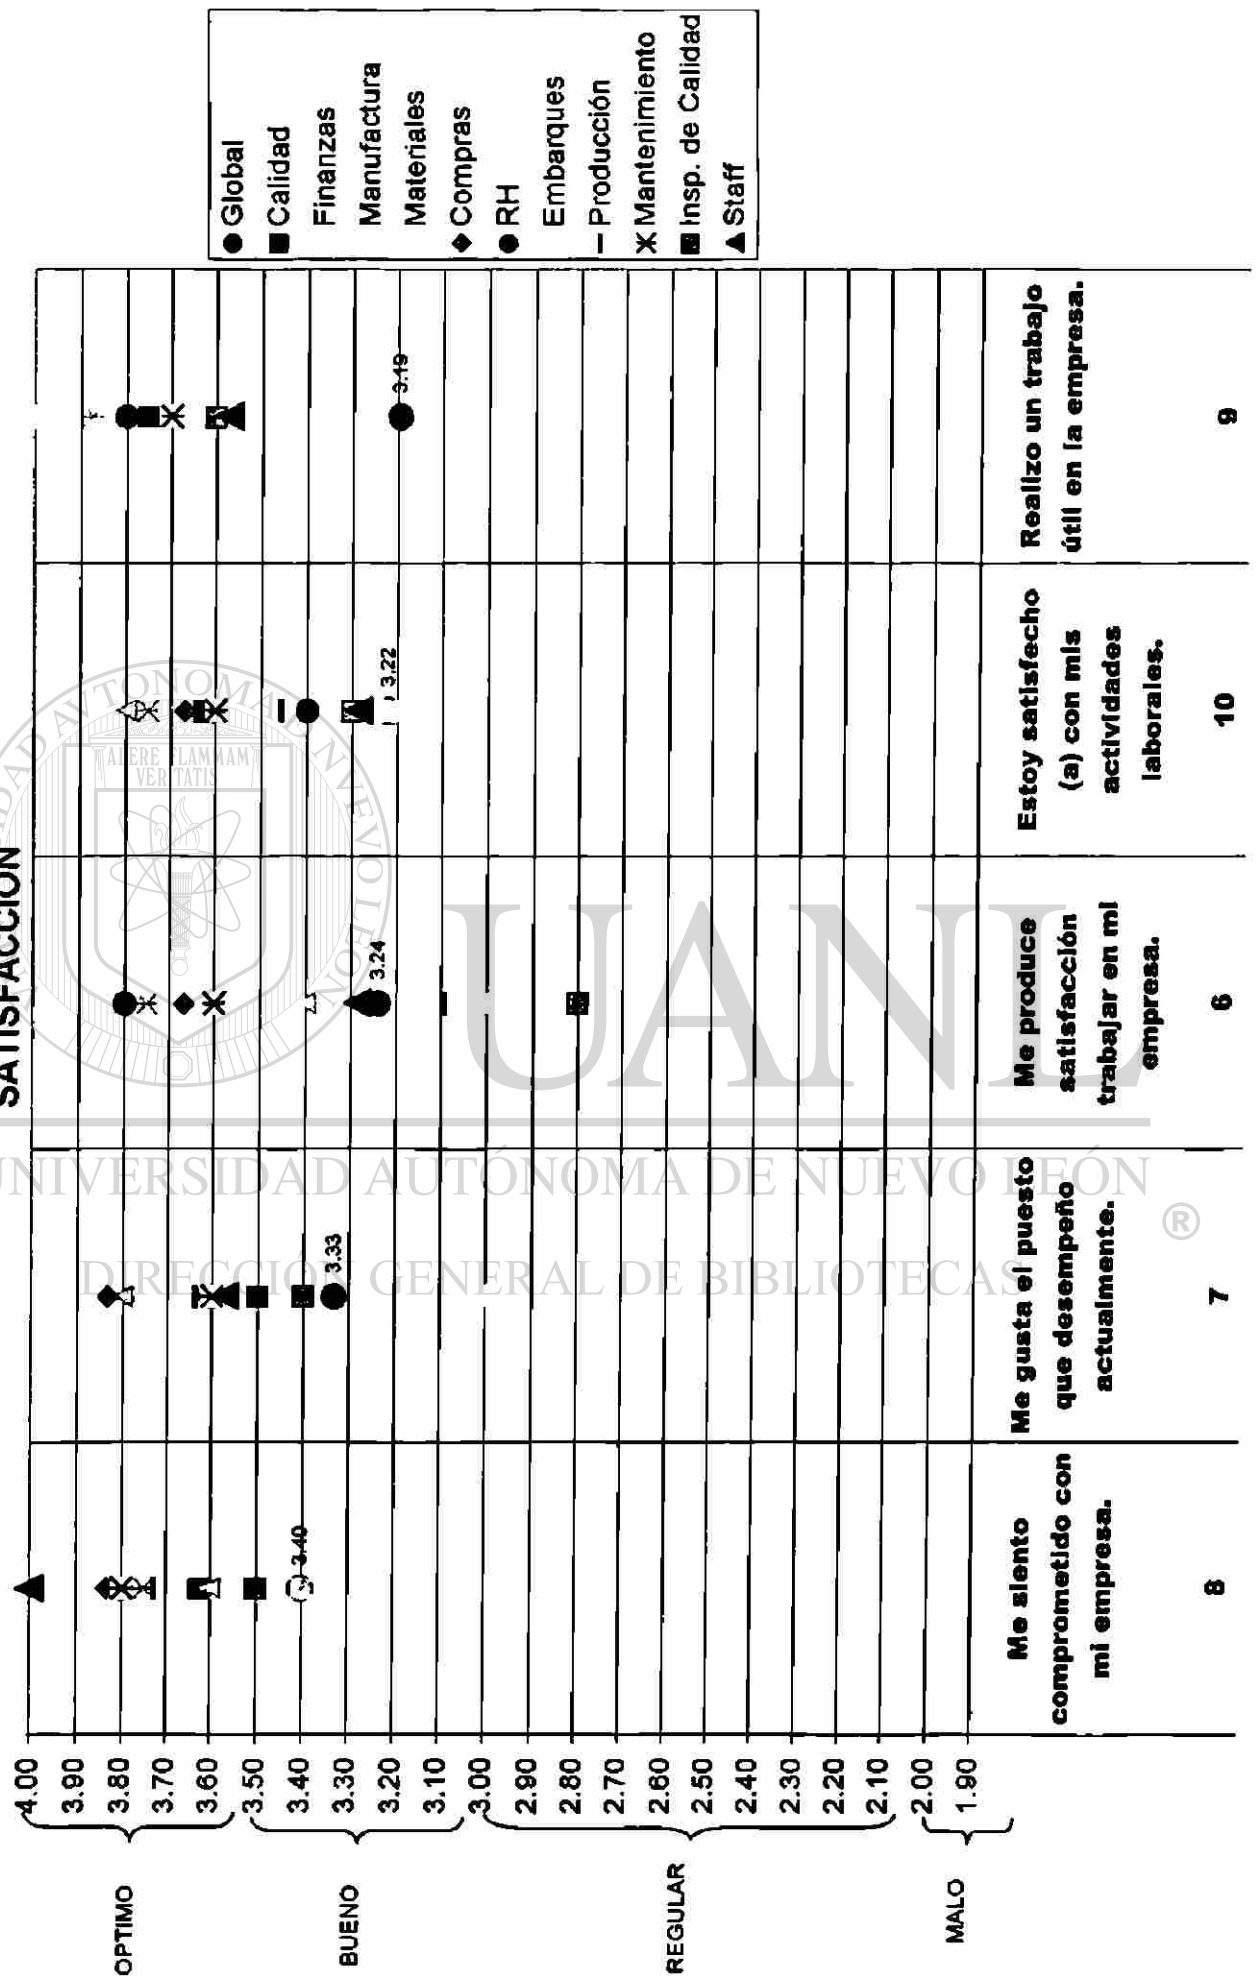 SATISFACCION
4.00
3.90
3.80
3.70
3.60
3.50
3.40
3.30
3.20
3.10
3.00
2.90
2.80
2.70
2.60
2.50
2.40
2.30
2.20
2.10
2.00
1.90
OPTIMO
BUENO
REGULAR
MALO
3.40
3.33
3.24
3.22
3.19
Me siento
comprometido con
mi empresa.
8
Me gusta el puesto
que desempeño
actualmente.
7
Me produce
satisfacción
trabajar en mi
empresa.
6
Estoy satisfecho
(a) con mis
actividades
laborales.
10
Realizo un trabajo
útil en la empresa.
9
Global
Calidad
Finanzas
Manufactura
Materiales
Compras
RH
Embarques
Producción
Mantenimiento
Insp. de Calidad
Staff
ALERE FLAMMAM
VERITATIS
UANL
UNIVERSIDAD AUTÓNOMA DE NUEVO LEÓN
®
DIRECCIÓN GENERAL DE BIBLIOTECAS